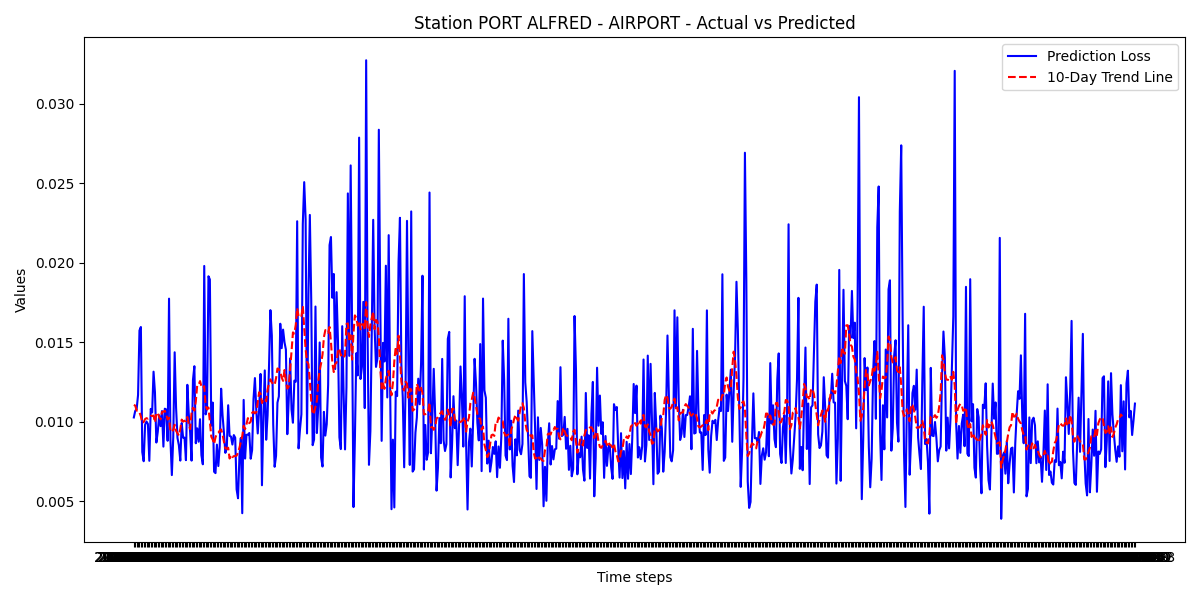 Station PORT ALFRED - AIRPORT - Actual vs Predicted
Prediction Loss
10-Day Trend Line
0.030
0.025
0.020
0.015
0.010
0.005
Values
Time steps